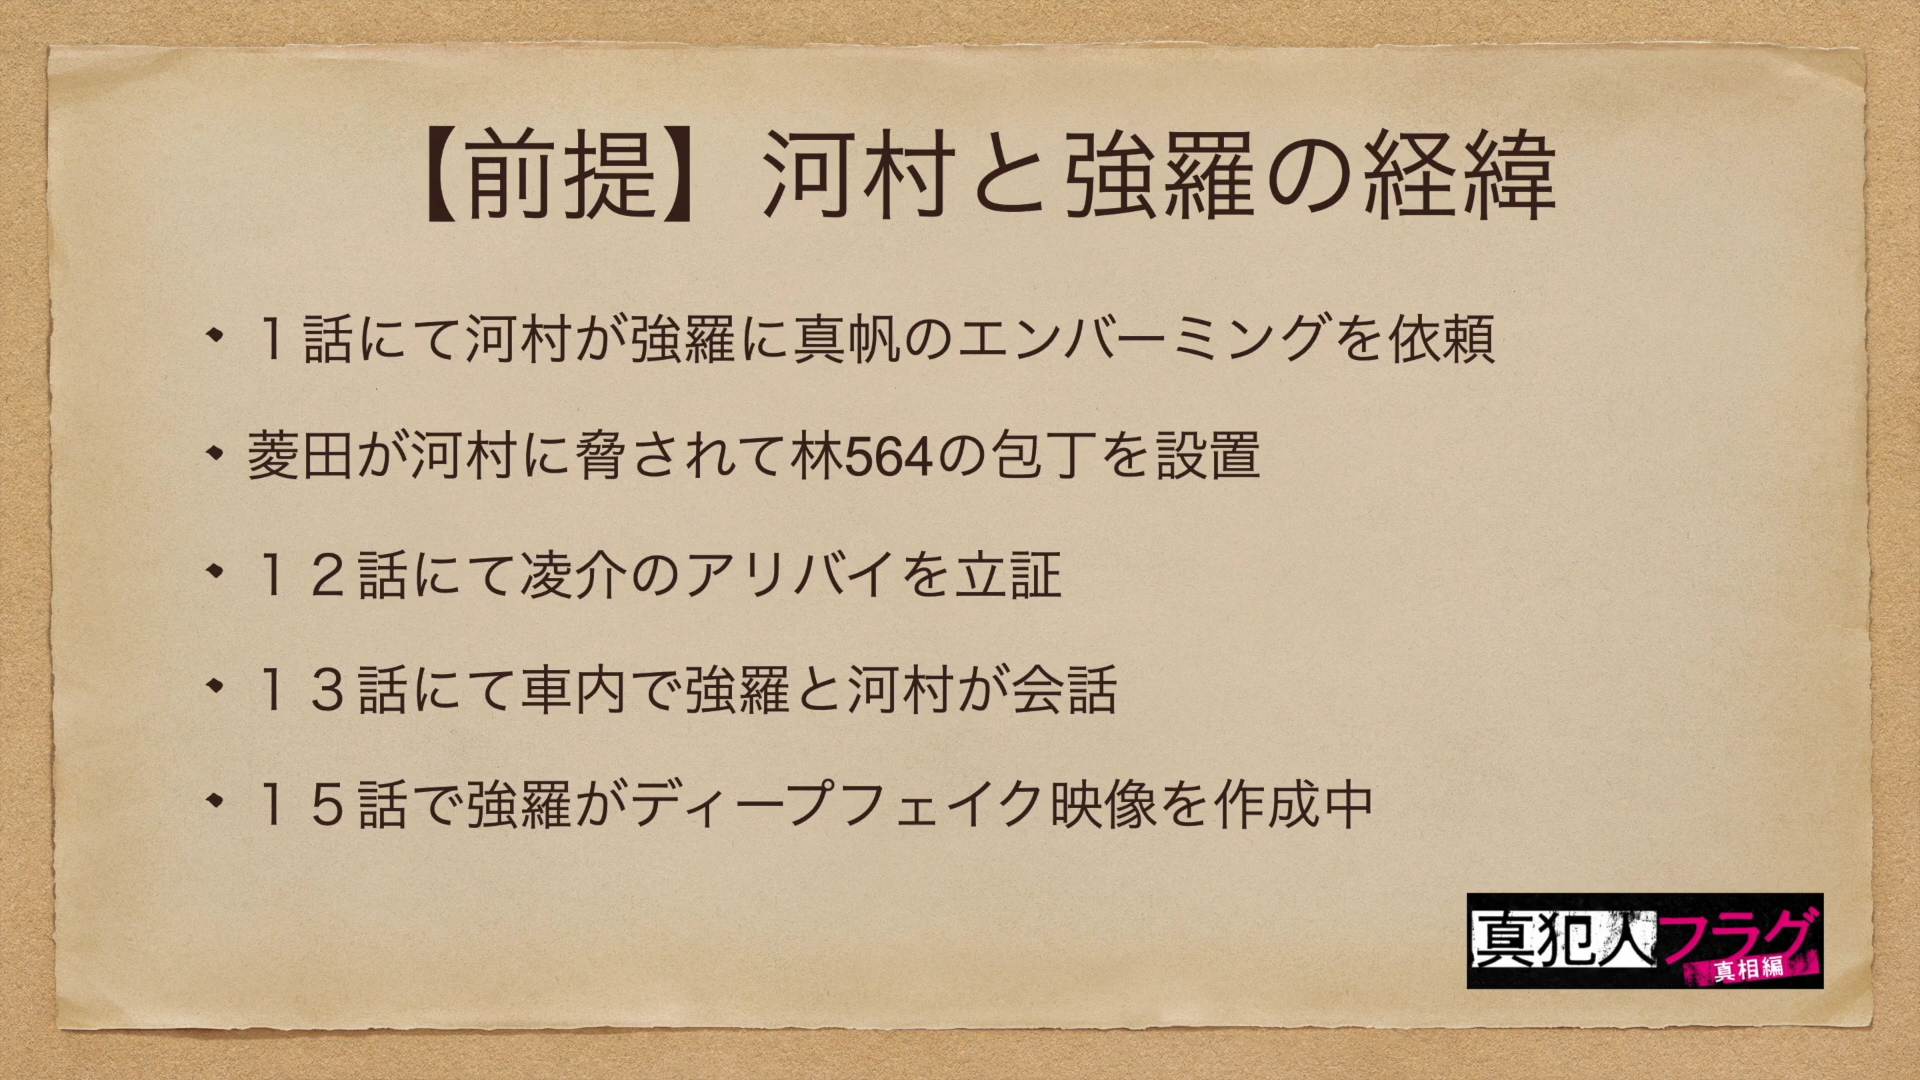 【前提】河村と強羅の経緯
・１話にて河村が強羅に真帆のエンバーミングを依頼
・菱田が河村に脅されて林564の包丁を設置
・１２話にて凌介のアリバイを立証
・１３話にて車内で強羅と河村が会話
・１５話で強羅がディープフェイク映像を作成中
真犯人フラグ
真相編